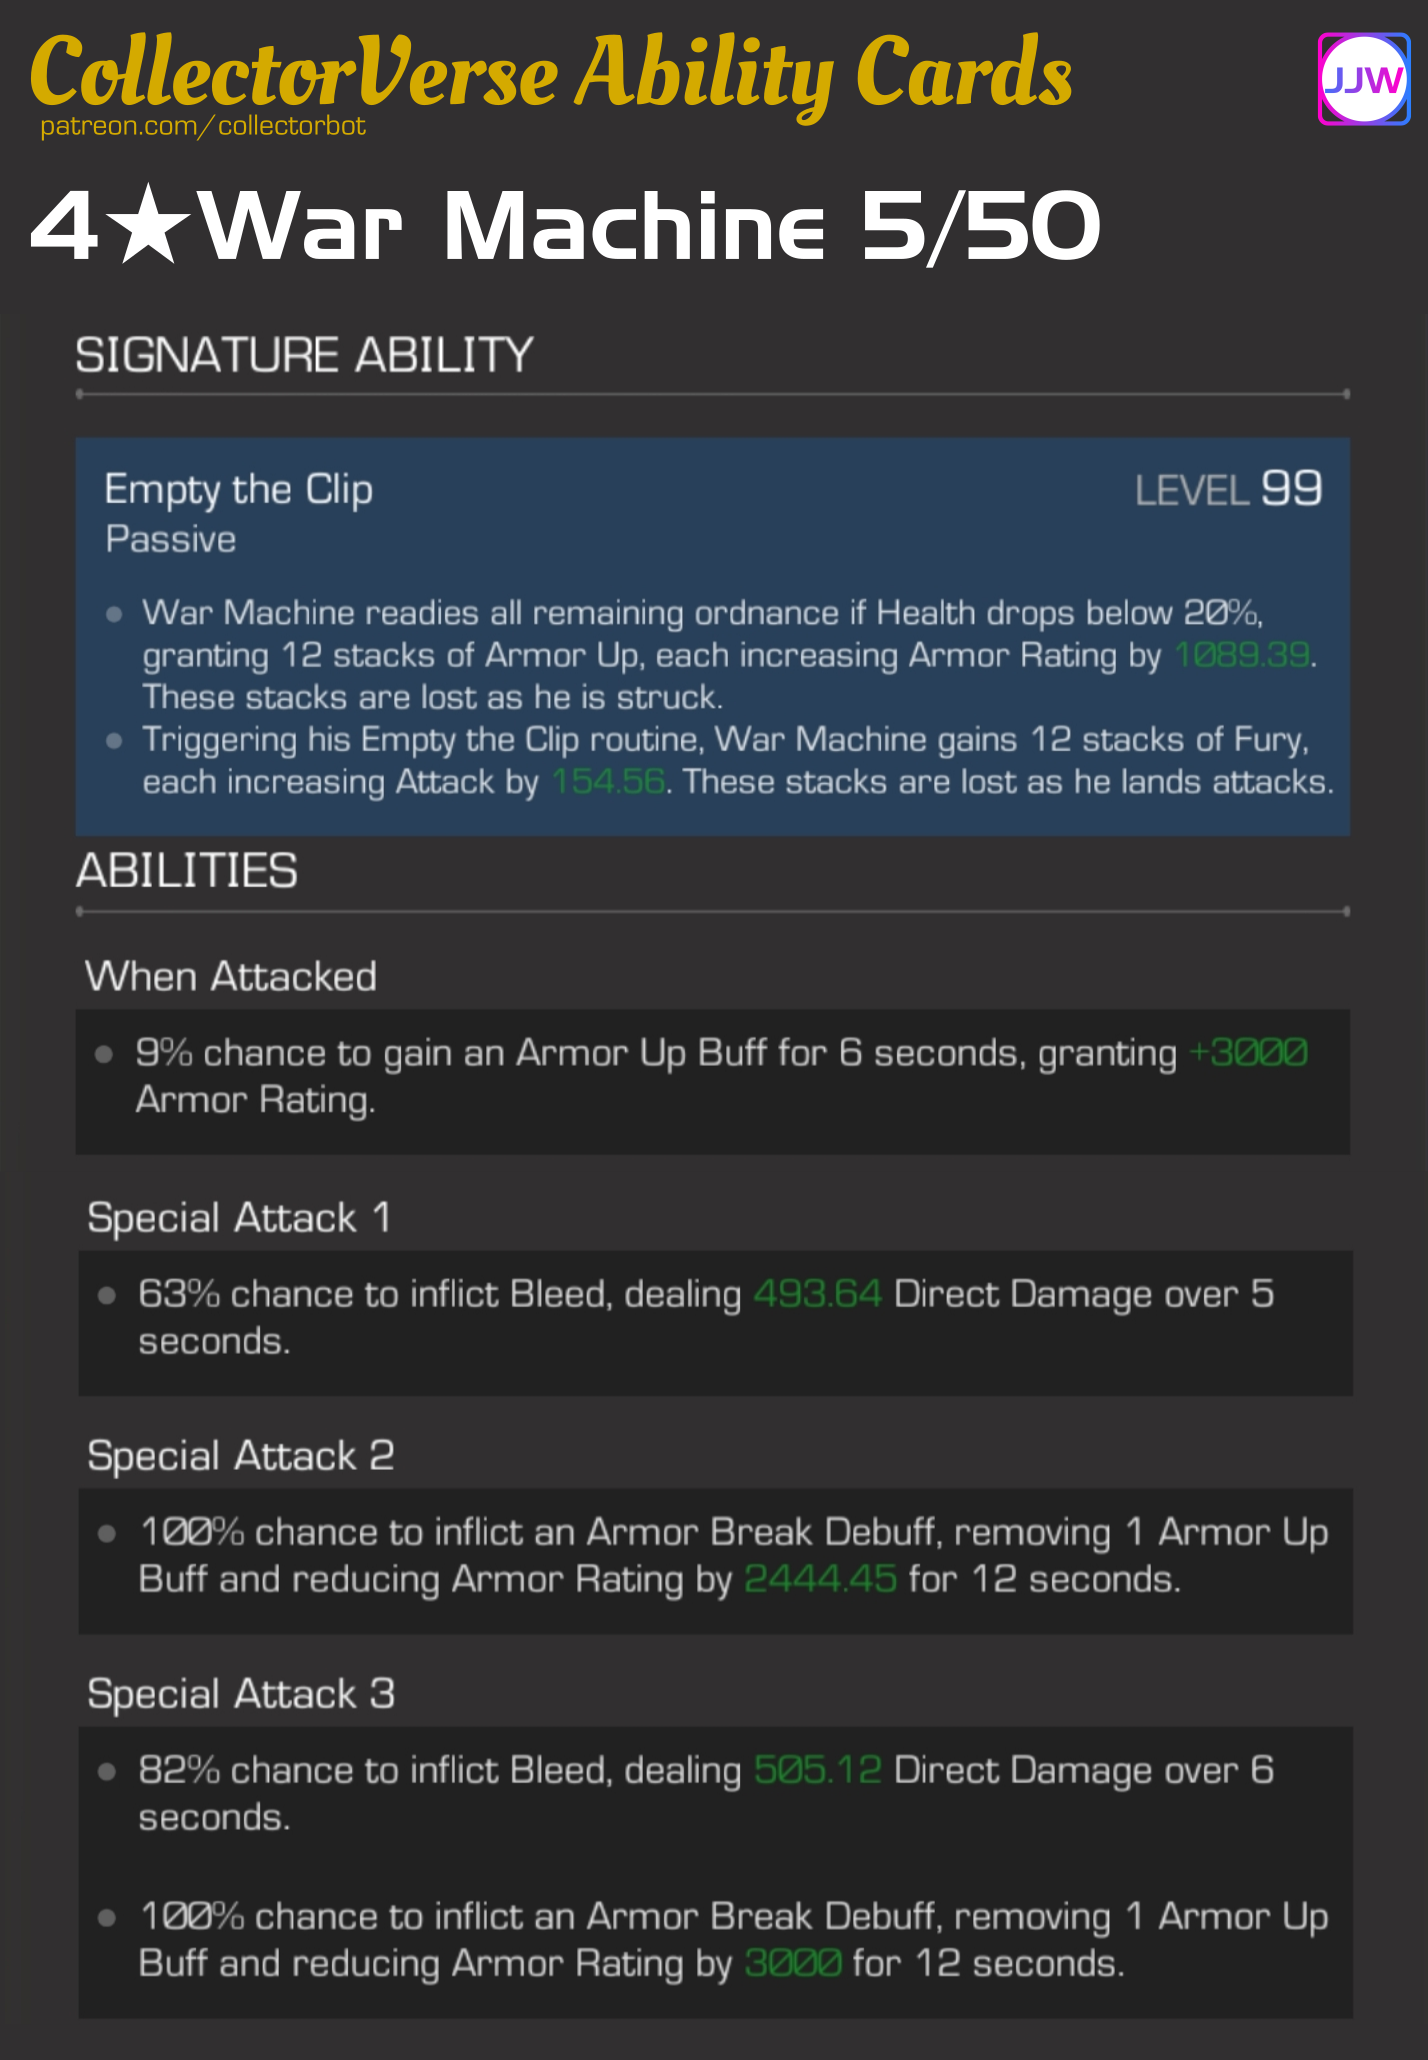 CollectorVerse Ability Cards
patreon.com/collectorbot
JJW
4★War Machine 5/50
SIGNATURE ABILITY
Empty the Clip
LEVEL 99
Passive
War Machine readies all remaining ordnance if Health drops below 20%,
granting 12 stacks of Armor Up, each increasing Armor Rating by 1089.39.
These stacks are lost as he is struck.
Triggering his Empty the Clip routine, War Machine gains 12 stacks of Fury,
each increasing Attack by 154.56. These stacks are lost as he lands attacks.
ABILITIES
When Attacked
9% chance to gain an Armor Up Buff for 6 seconds, granting +3000
Armor Rating.
Special Attack 1
63% chance to inflict Bleed, dealing 493.64 Direct Damage over 5
seconds.
Special Attack 2
100% chance to inflict an Armor Break Debuff, removing 1 Armor Up
Buff and reducing Armor Rating by 2444.45 for 12 seconds.
Special Attack 3
82% chance to inflict Bleed, dealing 505.12 Direct Damage over 6
seconds.
100% chance to inflict an Armor Break Debuff, removing 1 Armor Up
Buff and reducing Armor Rating by 3000 for 12 seconds.